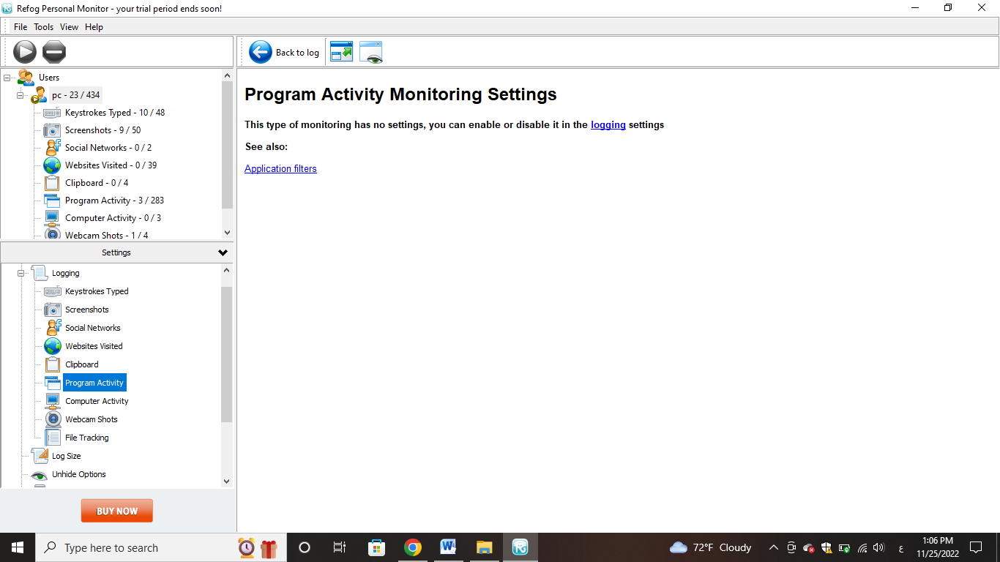 Refog Personal Monitor - your trial period ends soon!
File Tools View Help
Back to log
Users
pc - 23 / 434
Keystrokes Typed - 10 / 48
Screenshots - 9 / 50
Social Networks - 0 / 2
Websites Visited - 0 / 39
Clipboard - 0 / 4
Program Activity - 3 / 283
Computer Activity - 0 / 3
Webcam Shots - 1 / 4
Settings
Logging
Keystrokes Typed
Screenshots
Social Networks
Websites Visited
Clipboard
Program Activity
Computer Activity
Webcam Shots
File Tracking
Log Size
Unhide Options
BUY NOW
Program Activity Monitoring Settings
This type of monitoring has no settings, you can enable or disable it in the logging settings
See also:
Application filters
Type here to search
72°F Cloudy
ع
1:06 PM
11/25/2022